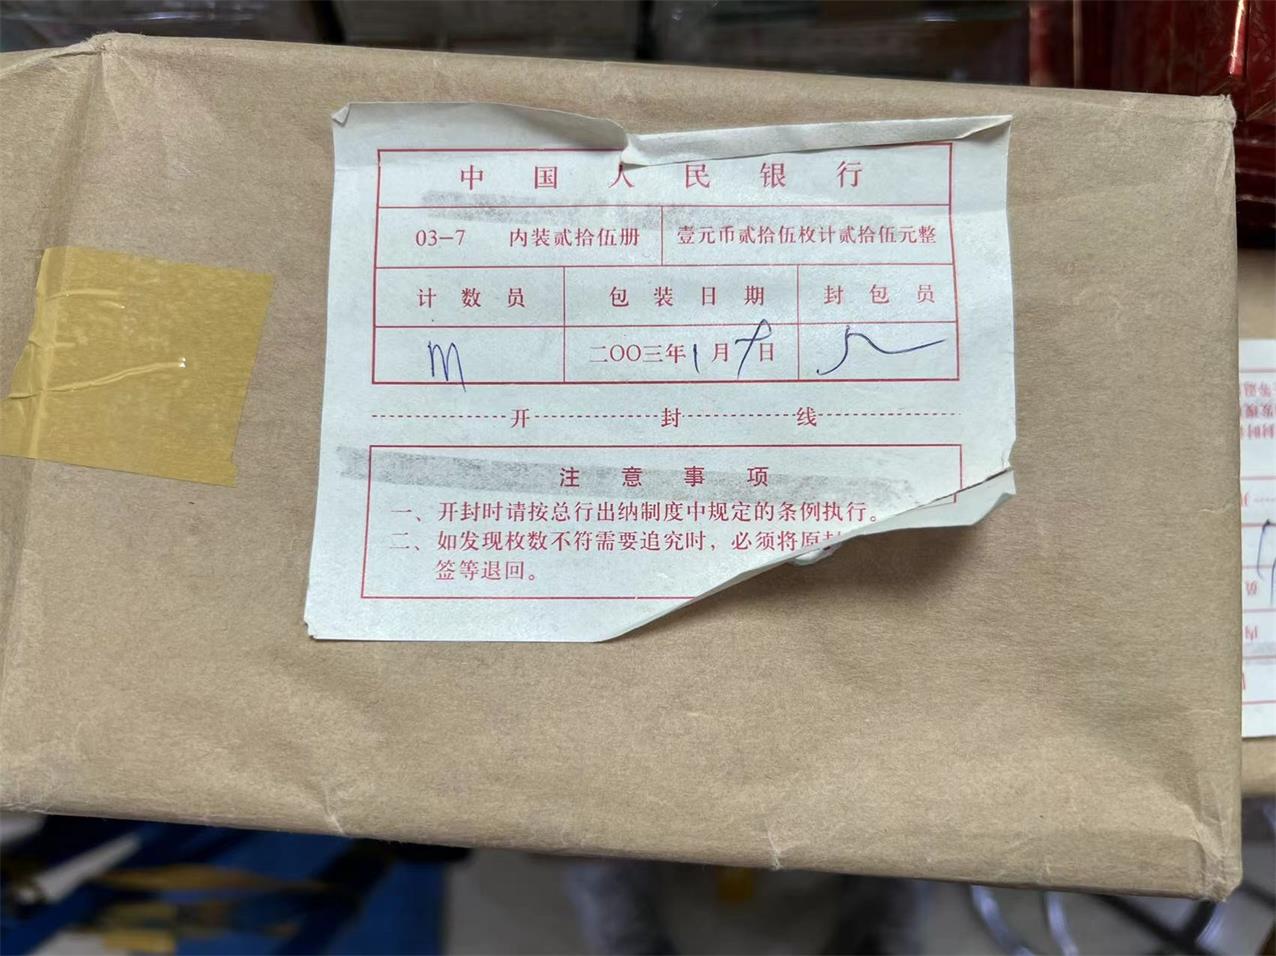 中国人民银行
03-7 内装贰拾伍册 壹元币贰拾伍枚计贰拾伍元整
计数员 包装日期 封包员
二〇〇三年1月 日
开封线
注意事项
一、开封时请按总行出纳制度中规定的条例执行。
二、如发现枚数不符需要追究时，必须将原封
签等退回。